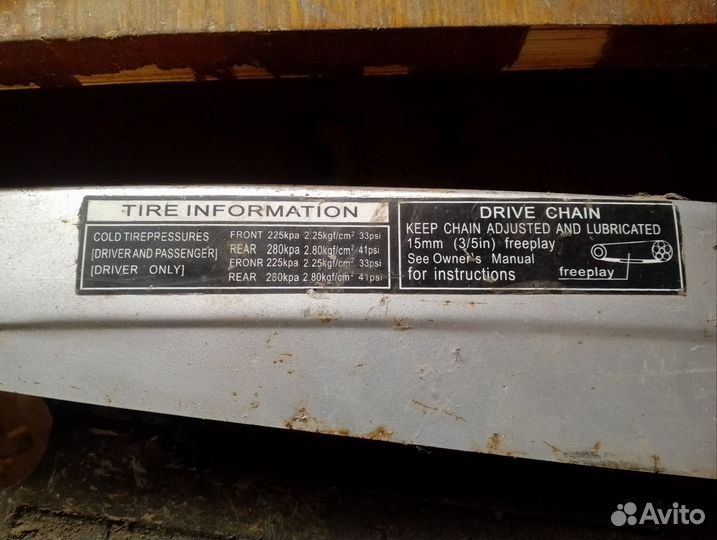 TIRE INFORMATION
COLD TIREPRESSURES
[DRIVER AND PASSENGER]
[DRIVER ONLY]
FRONT 225kpa 2.25kgf/cm² 33psi
REAR 280kpa 2.80kgf/cm² 41psi
FRONR 225kpa 2.25kgf/cm² 33psi
REAR 280kpa 2.80kgf/cm² 41psi
DRIVE CHAIN
KEEP CHAIN ADJUSTED AND LUBRICATED
15mm (3/5in) freeplay
See Owner's Manual
for instructions
freeplay
Avito